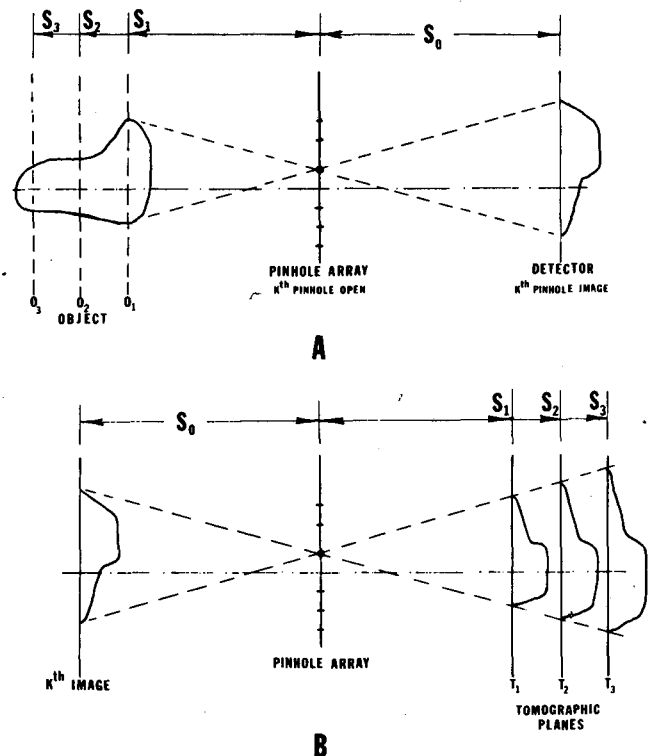 S3 S2 S3 S0
O3 O2 O1
OBJECT
PINHOLE ARRAY
Kth PINHOLE OPEN
DETECTOR
Kth PINHOLE IMAGE
A
S0 S1 S2 S3
Kth IMAGE
PINHOLE ARRAY
T1 T2 T3
TOMOGRAPHIC
PLANES
B